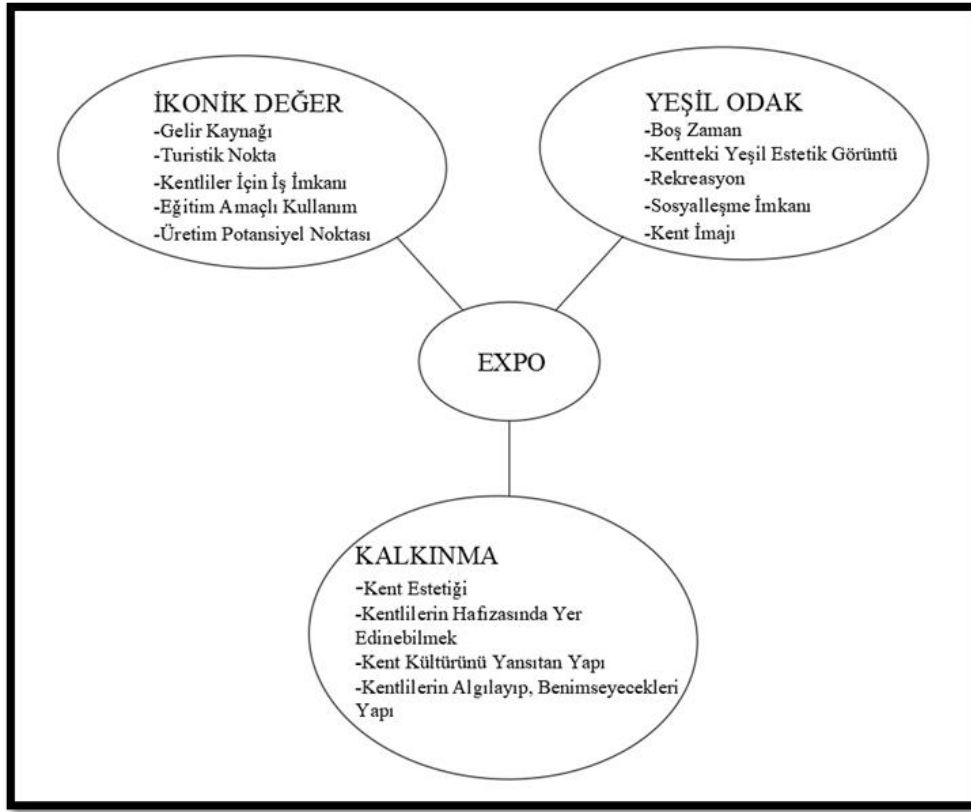 İKONİK DEĞER
-Gelir Kaynağı
-Turistik Nokta
-Kentliler İçin İş İmkanı
-Eğitim Amaçlı Kullanım
-Üretim Potansiyel Noktası
YEŞİL ODAK
-Boş Zaman
-Kentteki Yeşil Estetik Görüntü
-Rekreasyon
-Sosyalleşme İmkanı
-Kent İmajı
EXPO
KALKINMA
-Kent Estetiği
-Kentlilerin Hafızasında Yer
Edinebilmek
-Kent Kültürünü Yansıtan Yapı
-Kentlilerin Algılayıp, Benimseyecekleri
Yapı